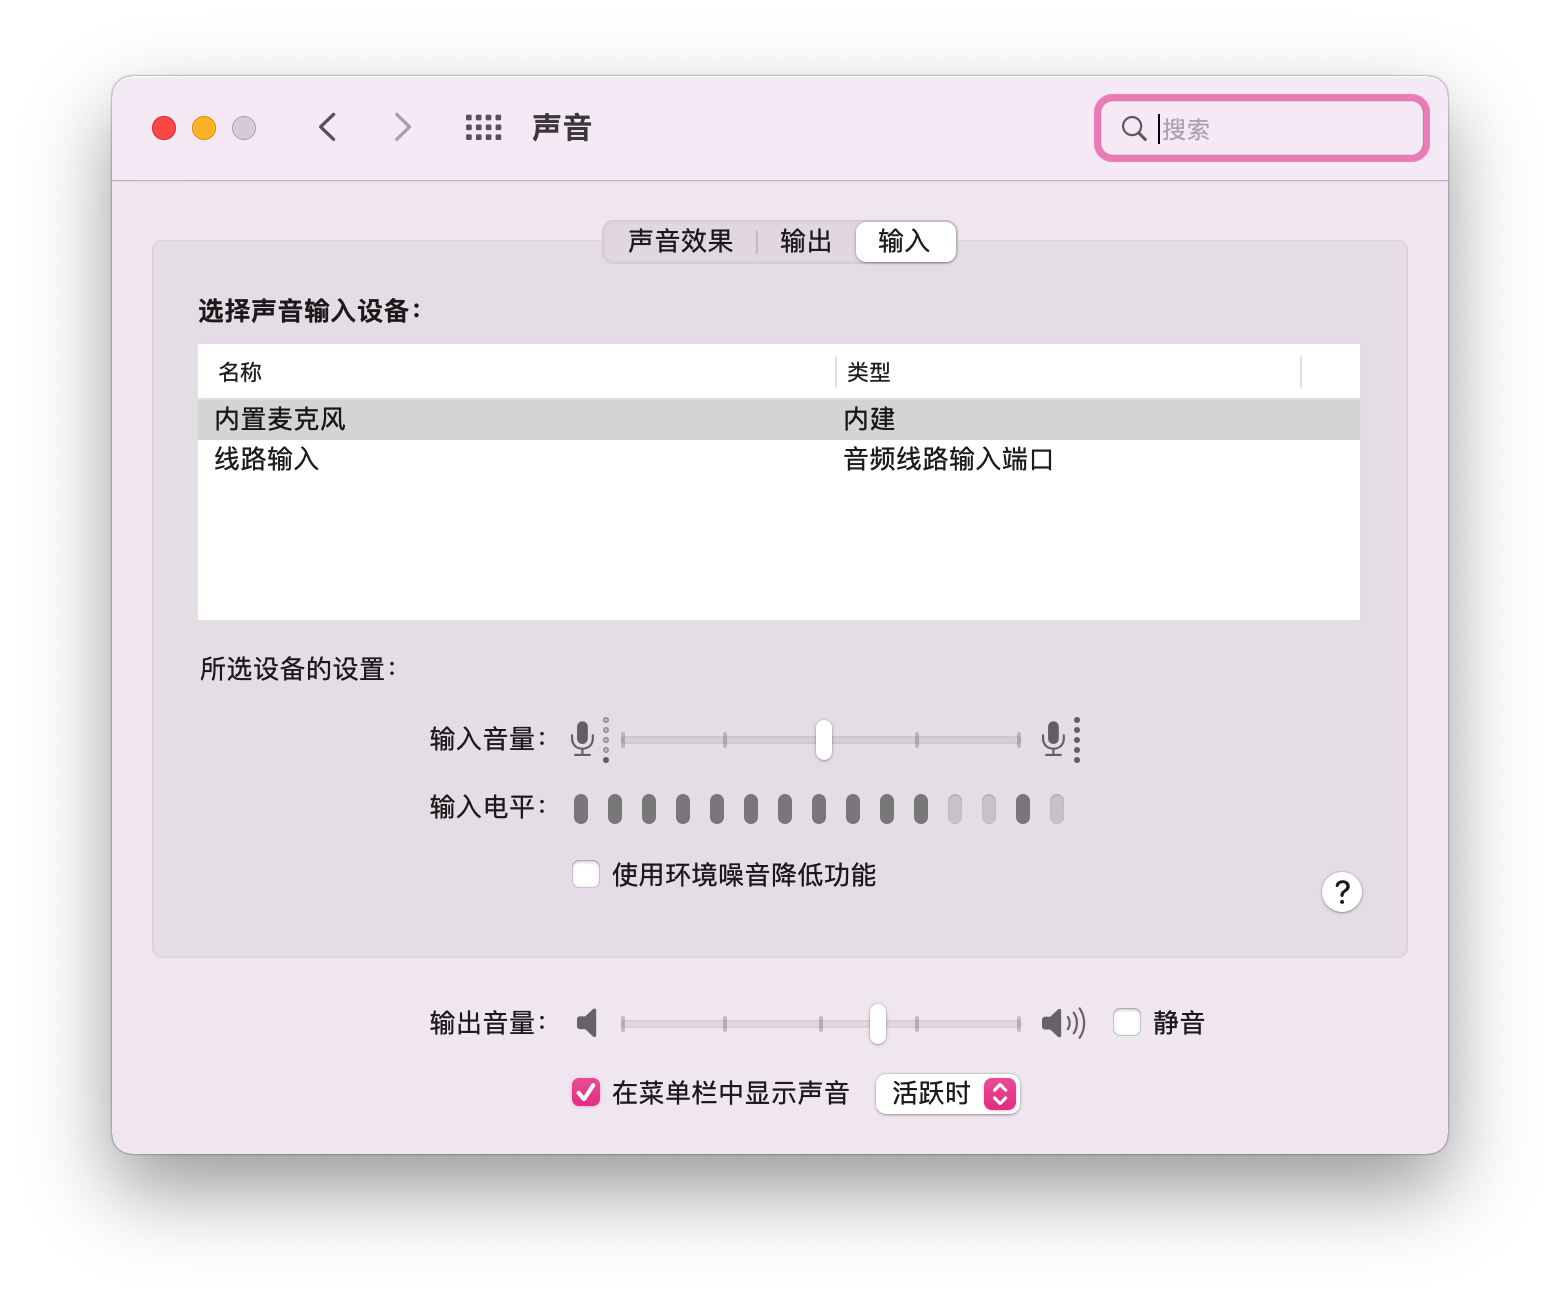 声音
搜索
声音效果 输出 输入
选择声音输入设备：
名称 类型
内置麦克风 内建
线路输入 音频线路输入端口
所选设备的设置：
输入音量：
输入电平：
使用环境噪音降低功能
?
输出音量： 静音
在菜单栏中显示声音 活跃时